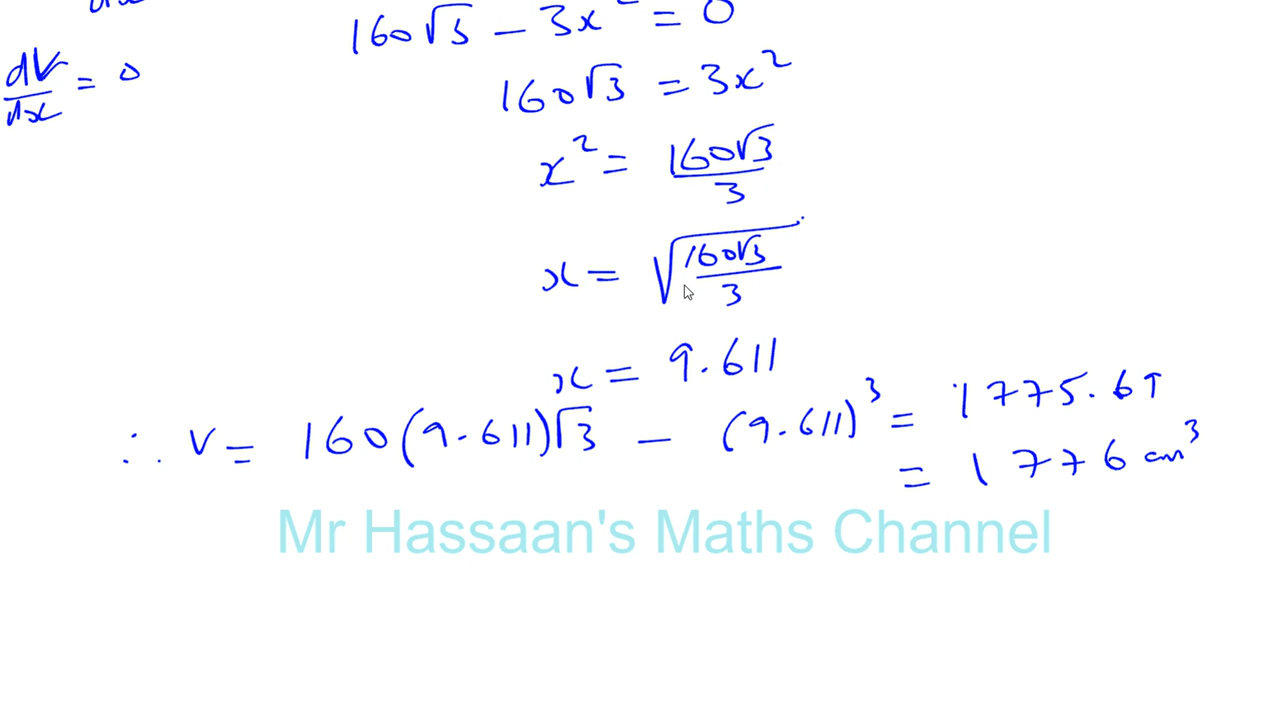 160√3 - 3x² = 0
dV/dx = 0
160√3 = 3x²
x² = 160√3/3
x = √(160√3/3)
x = 9.611
∴ V = 160(9.611)√3 - (9.611)³ = 1775.61
= 1776 cm³
Mr Hassaan's Maths Channel